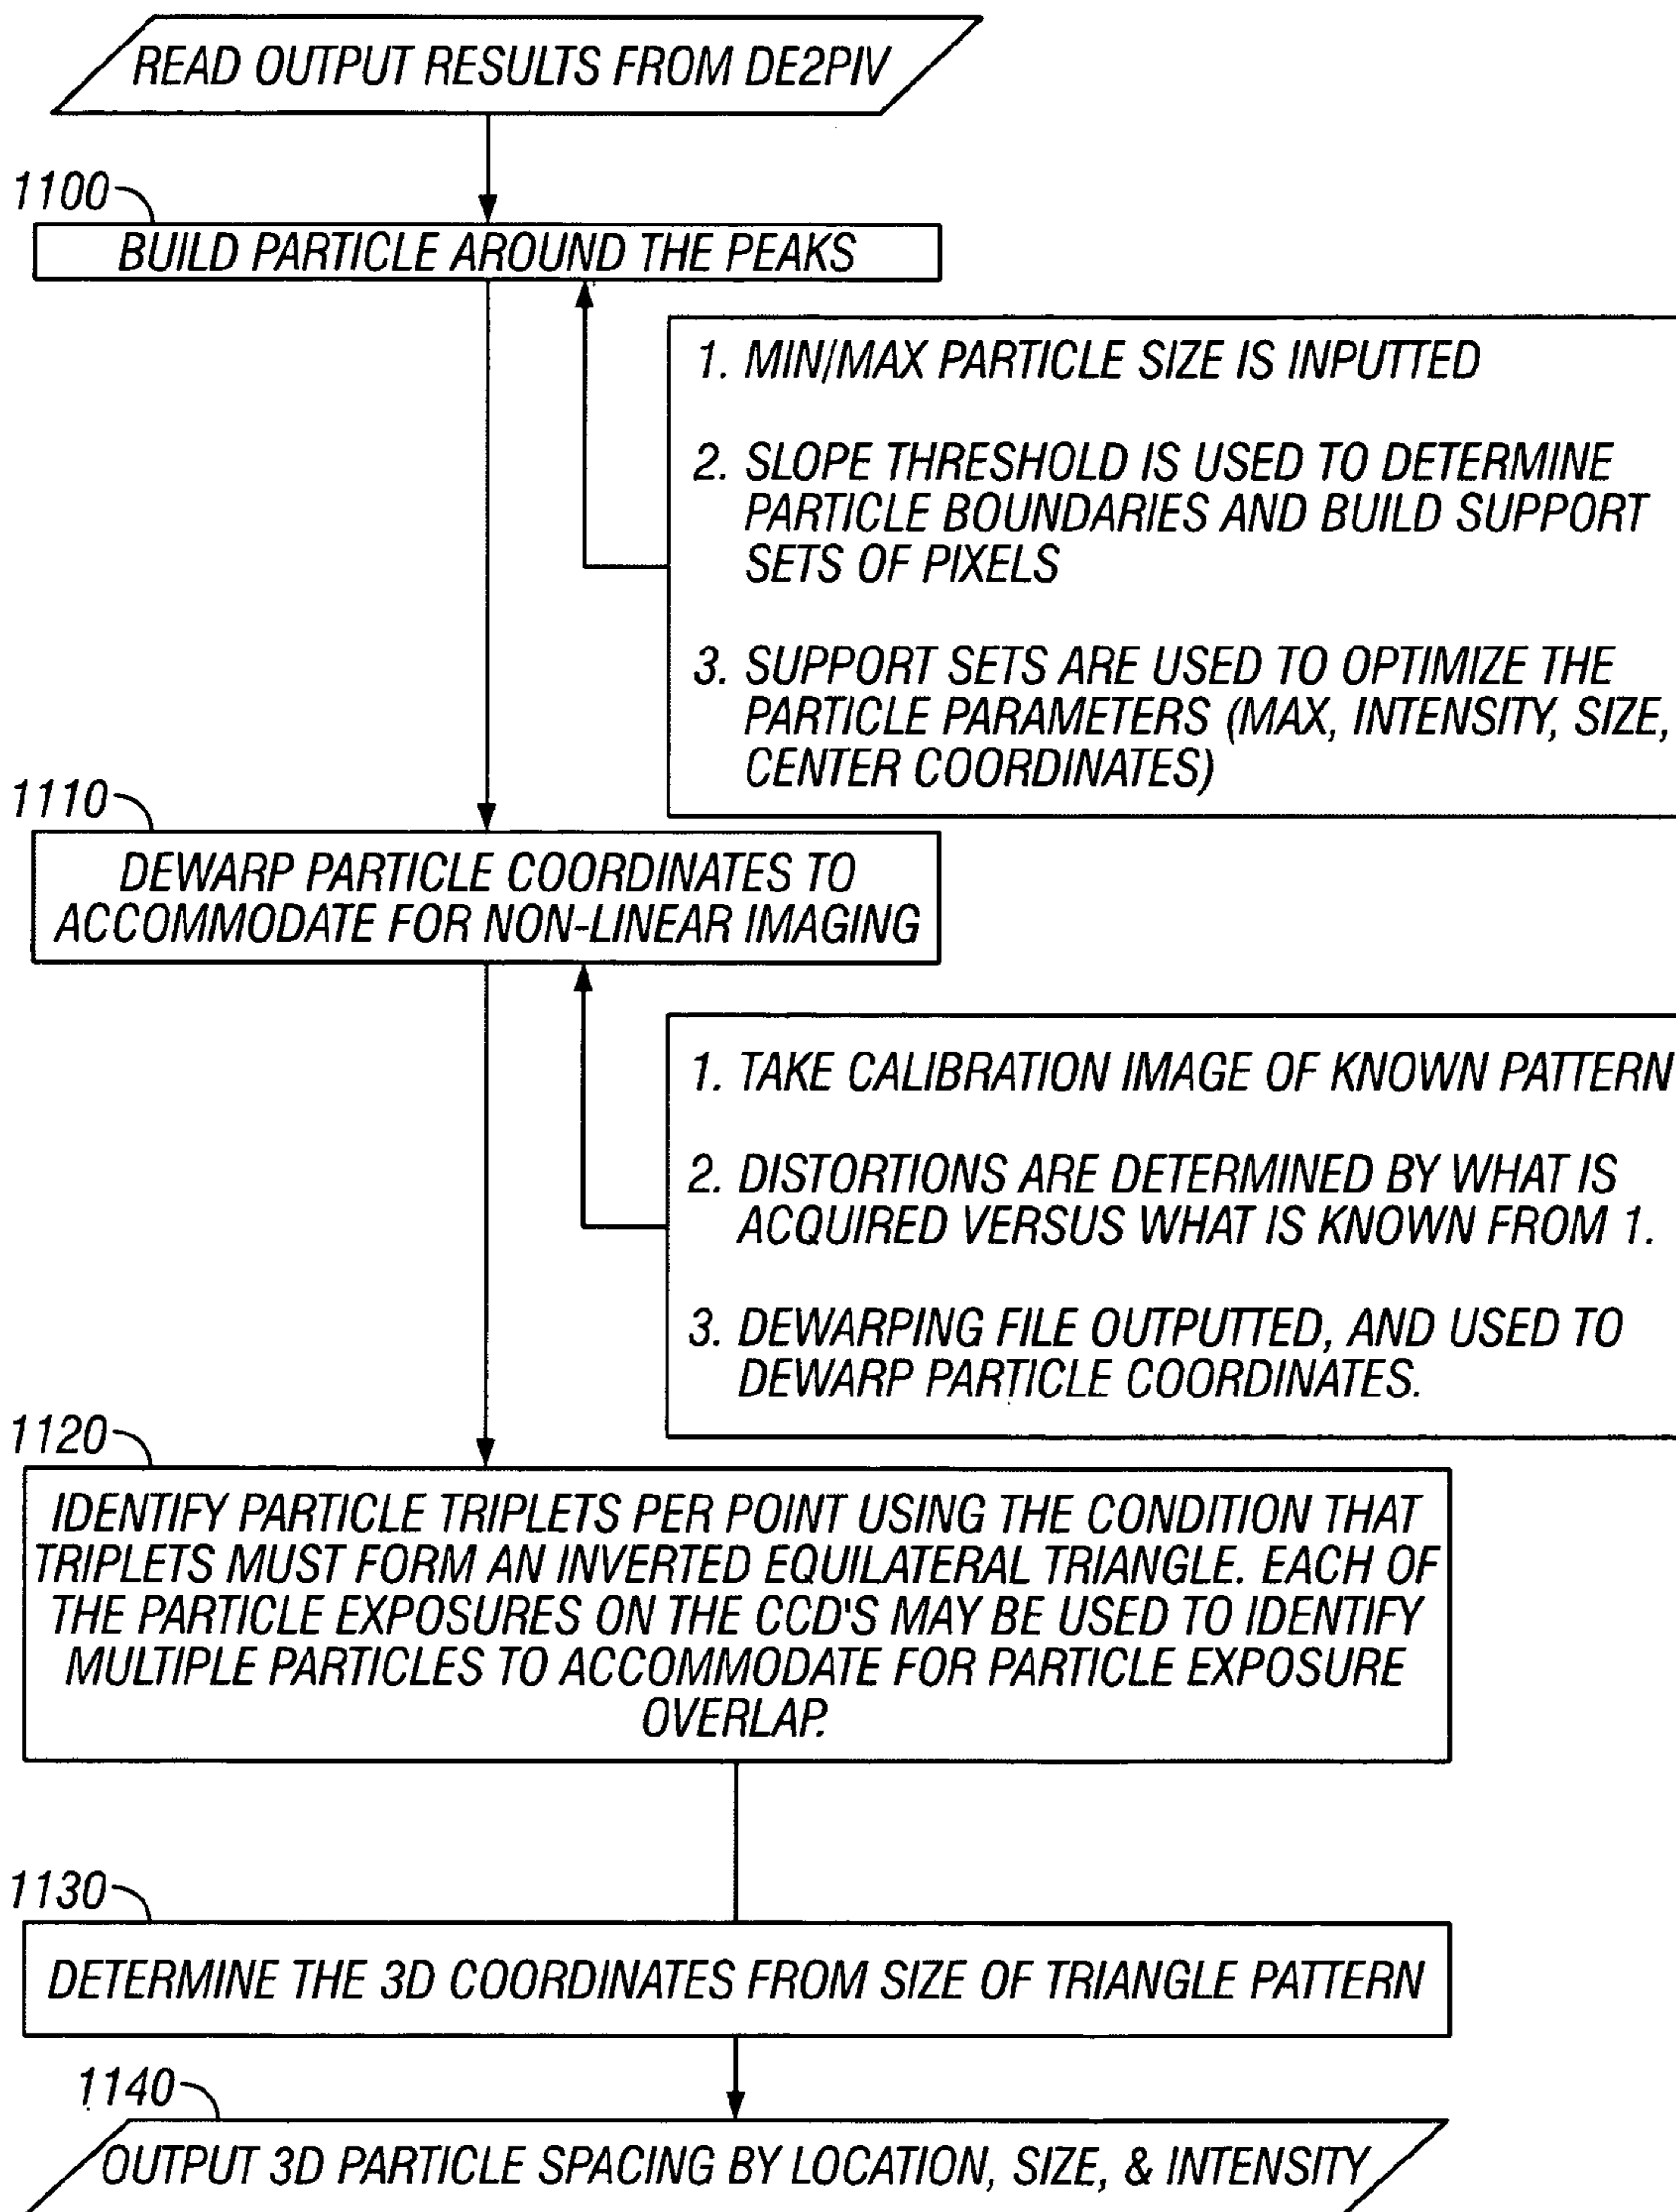 READ OUTPUT RESULTS FROM DE2PIV
1100
BUILD PARTICLE AROUND THE PEAKS
1. MIN/MAX PARTICLE SIZE IS INPUTTED
2. SLOPE THRESHOLD IS USED TO DETERMINE
PARTICLE BOUNDARIES AND BUILD SUPPORT
SETS OF PIXELS
3. SUPPORT SETS ARE USED TO OPTIMIZE THE
PARTICLE PARAMETERS (MAX, INTENSITY, SIZE,
CENTER COORDINATES)
1110
DEWARP PARTICLE COORDINATES TO
ACCOMMODATE FOR NON-LINEAR IMAGING
1. TAKE CALIBRATION IMAGE OF KNOWN PATTERN
2. DISTORTIONS ARE DETERMINED BY WHAT IS
ACQUIRED VERSUS WHAT IS KNOWN FROM 1.
3. DEWARPING FILE OUTPUTTED, AND USED TO
DEWARP PARTICLE COORDINATES.
1120
IDENTIFY PARTICLE TRIPLETS PER POINT USING THE CONDITION THAT
TRIPLETS MUST FORM AN INVERTED EQUILATERAL TRIANGLE. EACH OF
THE PARTICLE EXPOSURES ON THE CCD'S MAY BE USED TO IDENTIFY
MULTIPLE PARTICLES TO ACCOMMODATE FOR PARTICLE EXPOSURE
OVERLAP.
1130
DETERMINE THE 3D COORDINATES FROM SIZE OF TRIANGLE PATTERN
1140
OUTPUT 3D PARTICLE SPACING BY LOCATION, SIZE, & INTENSITY